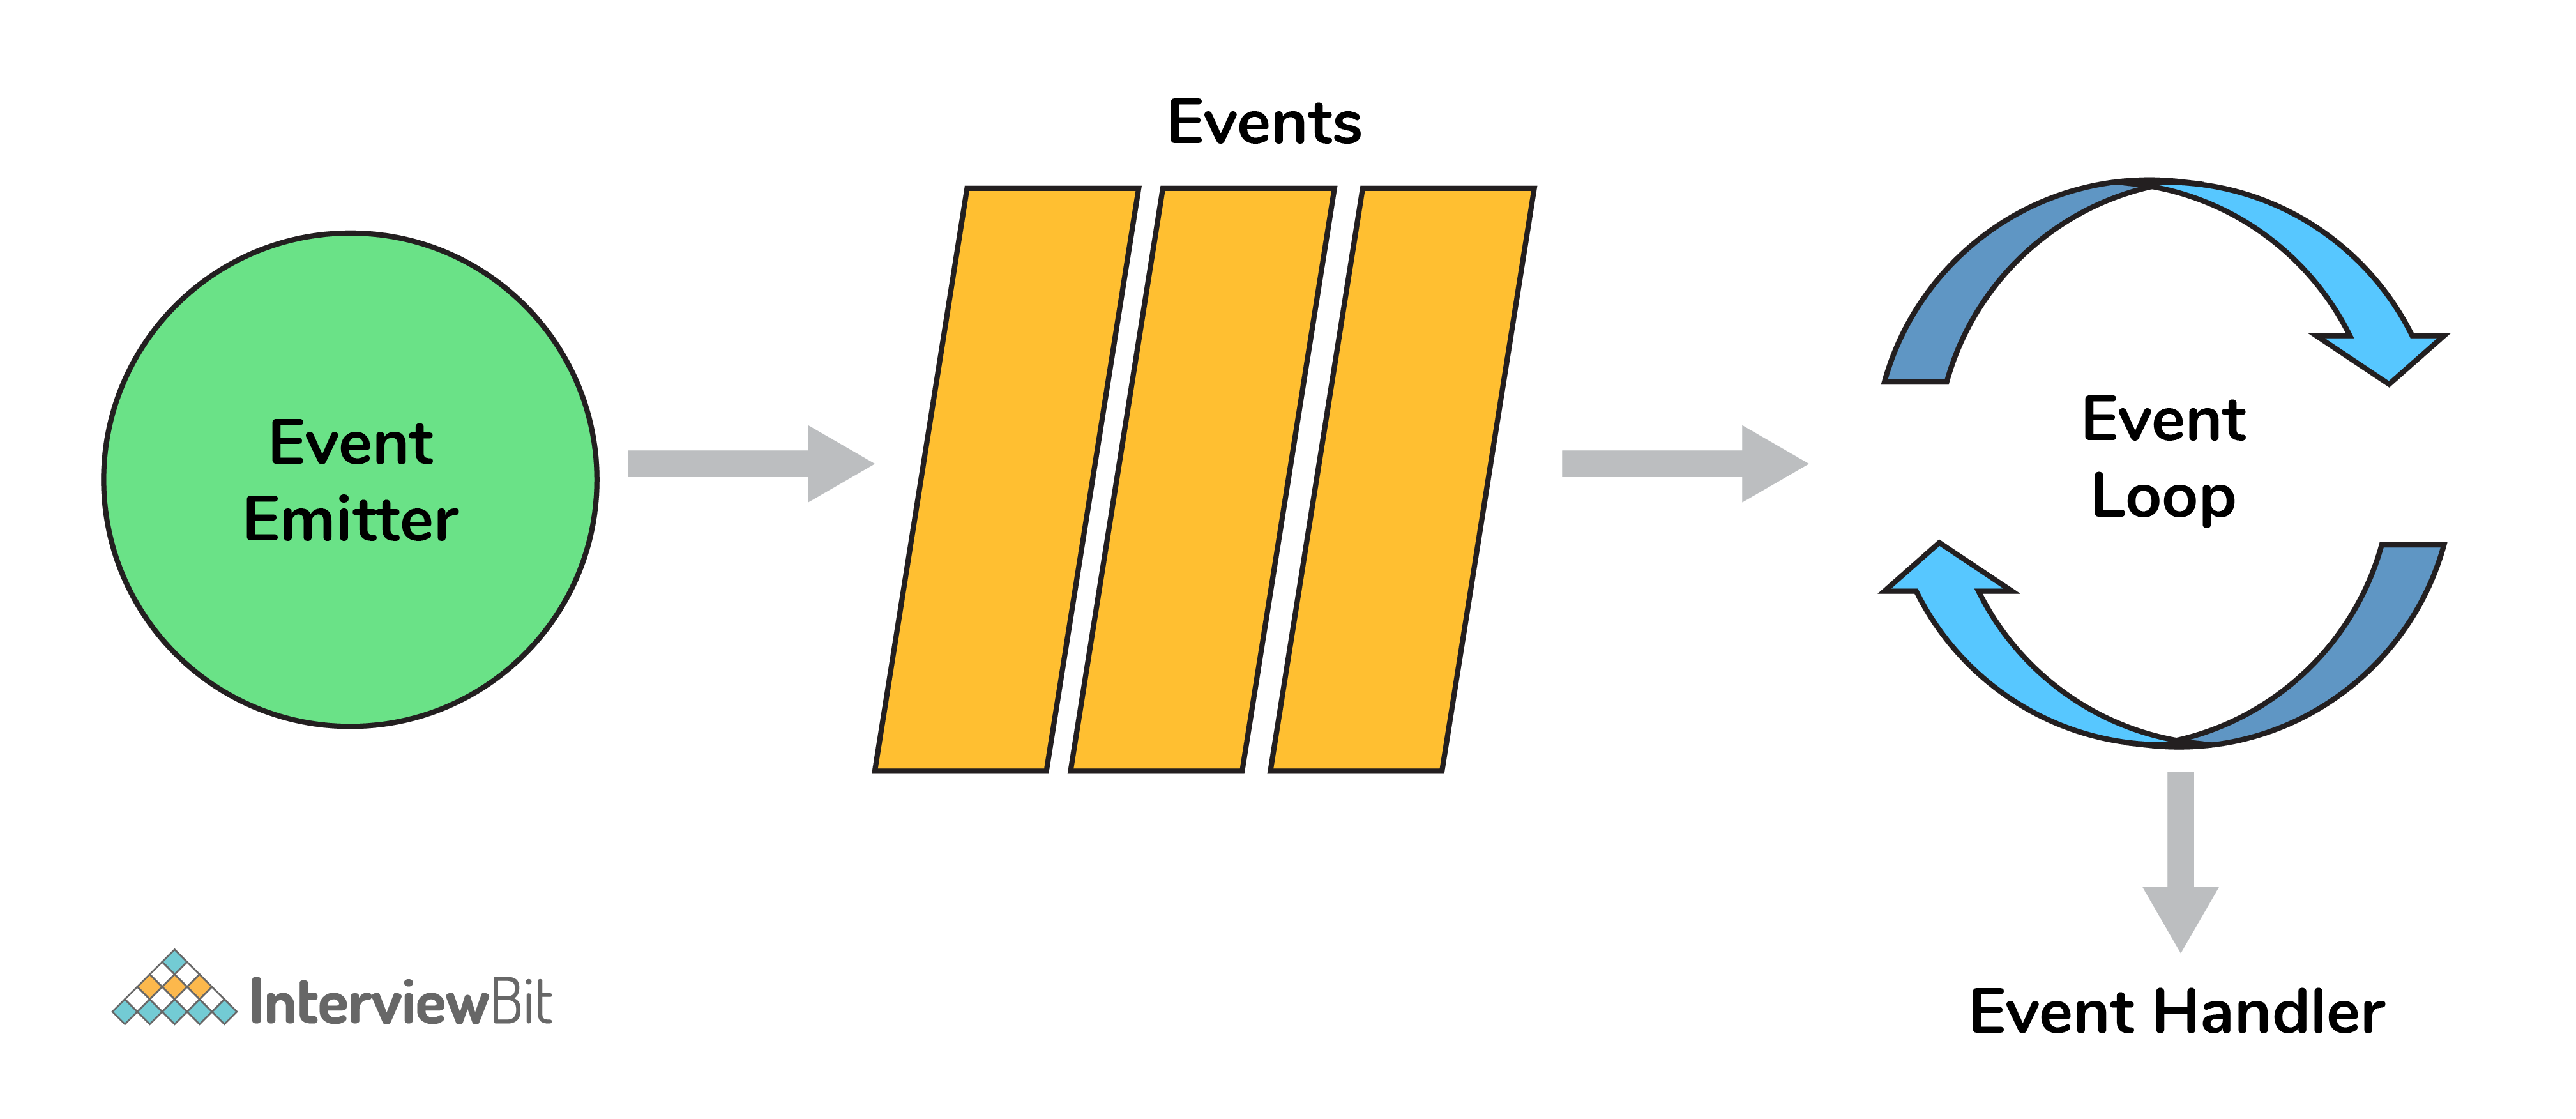 Events
Event
Emitter
Event
Loop
Event Handler
InterviewBit